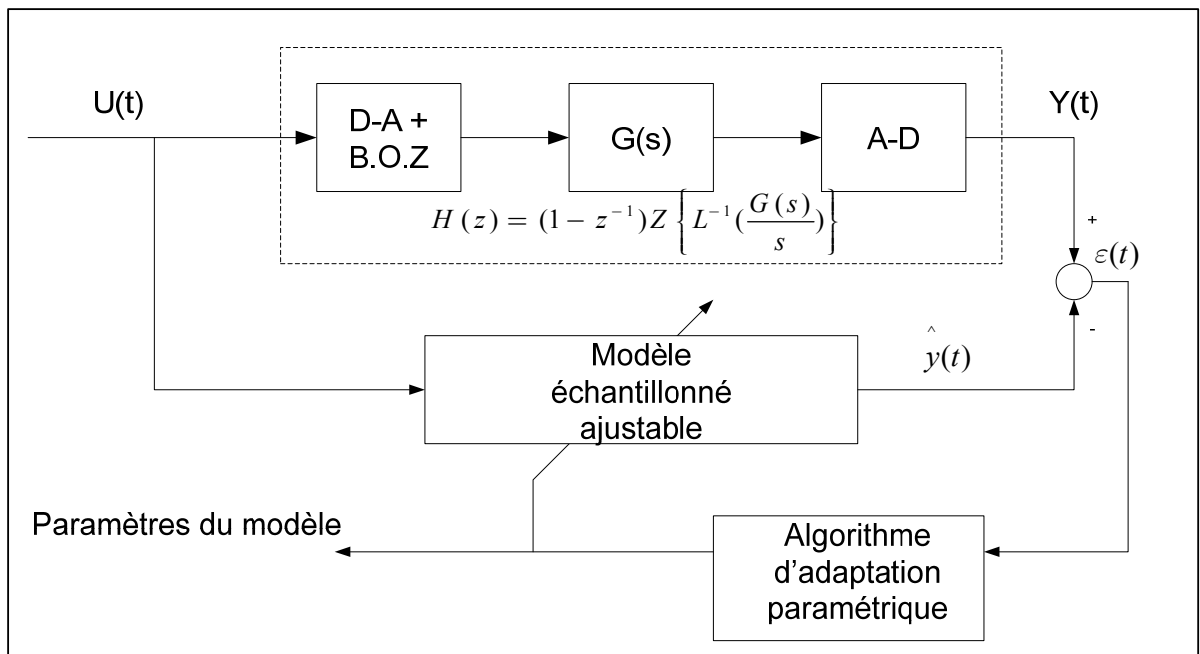 U(t)
D-A +
B.O.Z
G(s)
A-D
Y(t)
H (z) = (1 − z⁻¹) Z { L⁻¹( G(s) / s ) }
+
ε(t)
-
Modèle
échantillonné
ajustable
ŷ(t)
Paramètres du modèle
Algorithme
d'adaptation
paramétrique